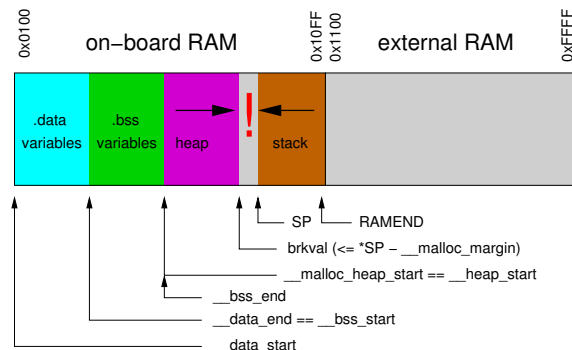 0x0100
on−board RAM
0x10FF
0x1100
external RAM
0xFFFF
.data
variables
.bss
variables
heap
!
stack
SP
RAMEND
brkval (<= *SP − __malloc_margin)
__malloc_heap_start == __heap_start
__bss_end
__data_end == __bss_start
__data_start